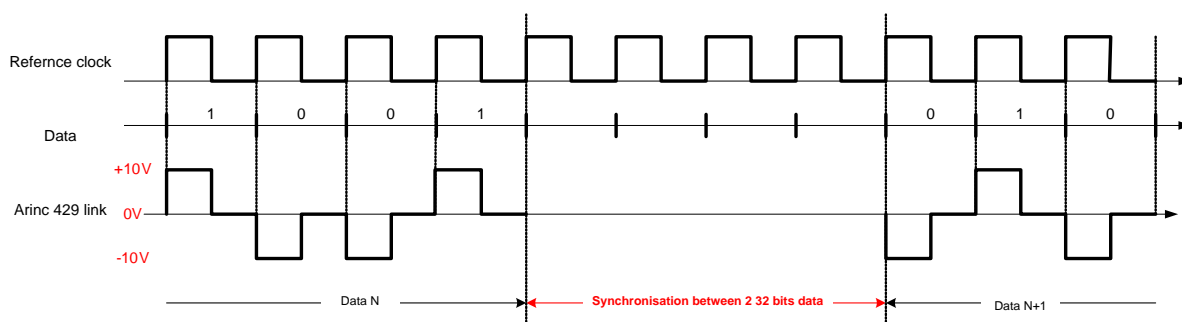 Refernce clock
1 0 0 1 0 1 0
Data
+10V
Arinc 429 link 0V
-10V
Data N Synchronisation between 2 32 bits data Data N+1